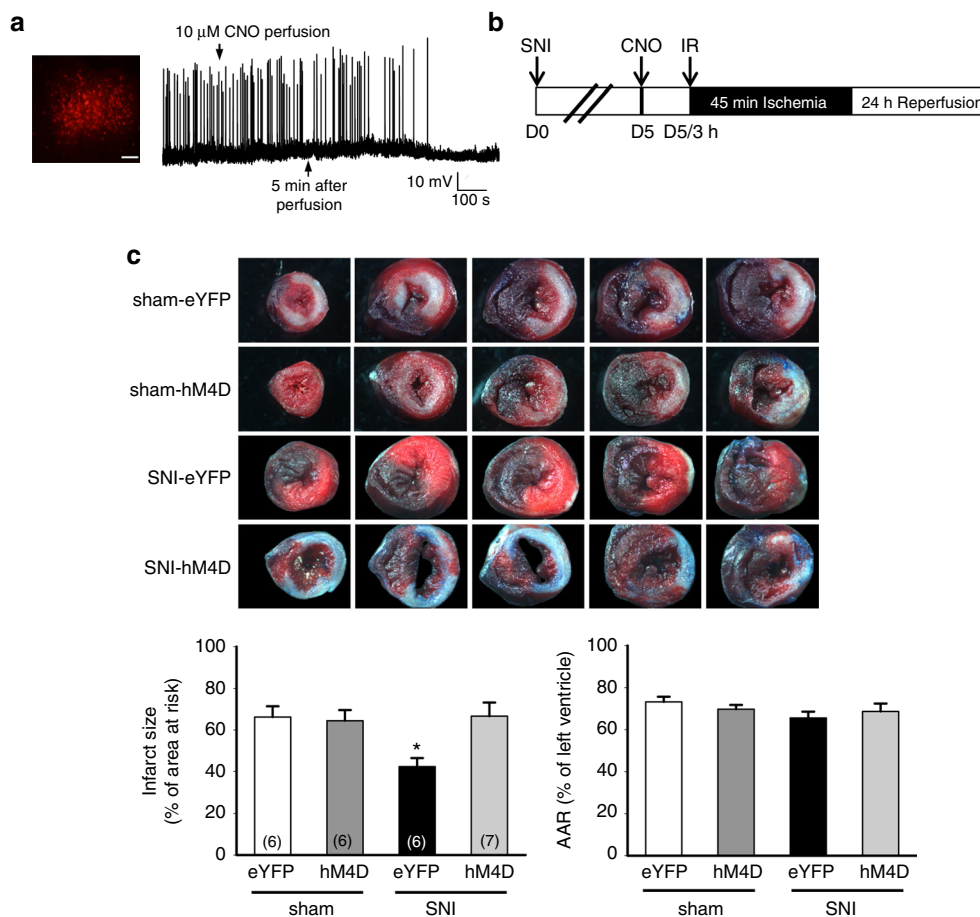 a
10 μM CNO perfusion
5 min after
perfusion
10 mV
100 s
b
SNI
CNO
IR
45 min Ischemia
24 h Reperfusion
D0
D5
D5/3 h
c
sham-eYFP
sham-hM4D
SNI-eYFP
SNI-hM4D
Infarct size
(% of area at risk)
100
80
60
40
20
0
*
(6)
(6)
(6)
(7)
eYFP
hM4D
eYFP
hM4D
sham
SNI
AAR (% of left ventricle)
100
80
60
40
20
0
eYFP
hM4D
eYFP
hM4D
sham
SNI